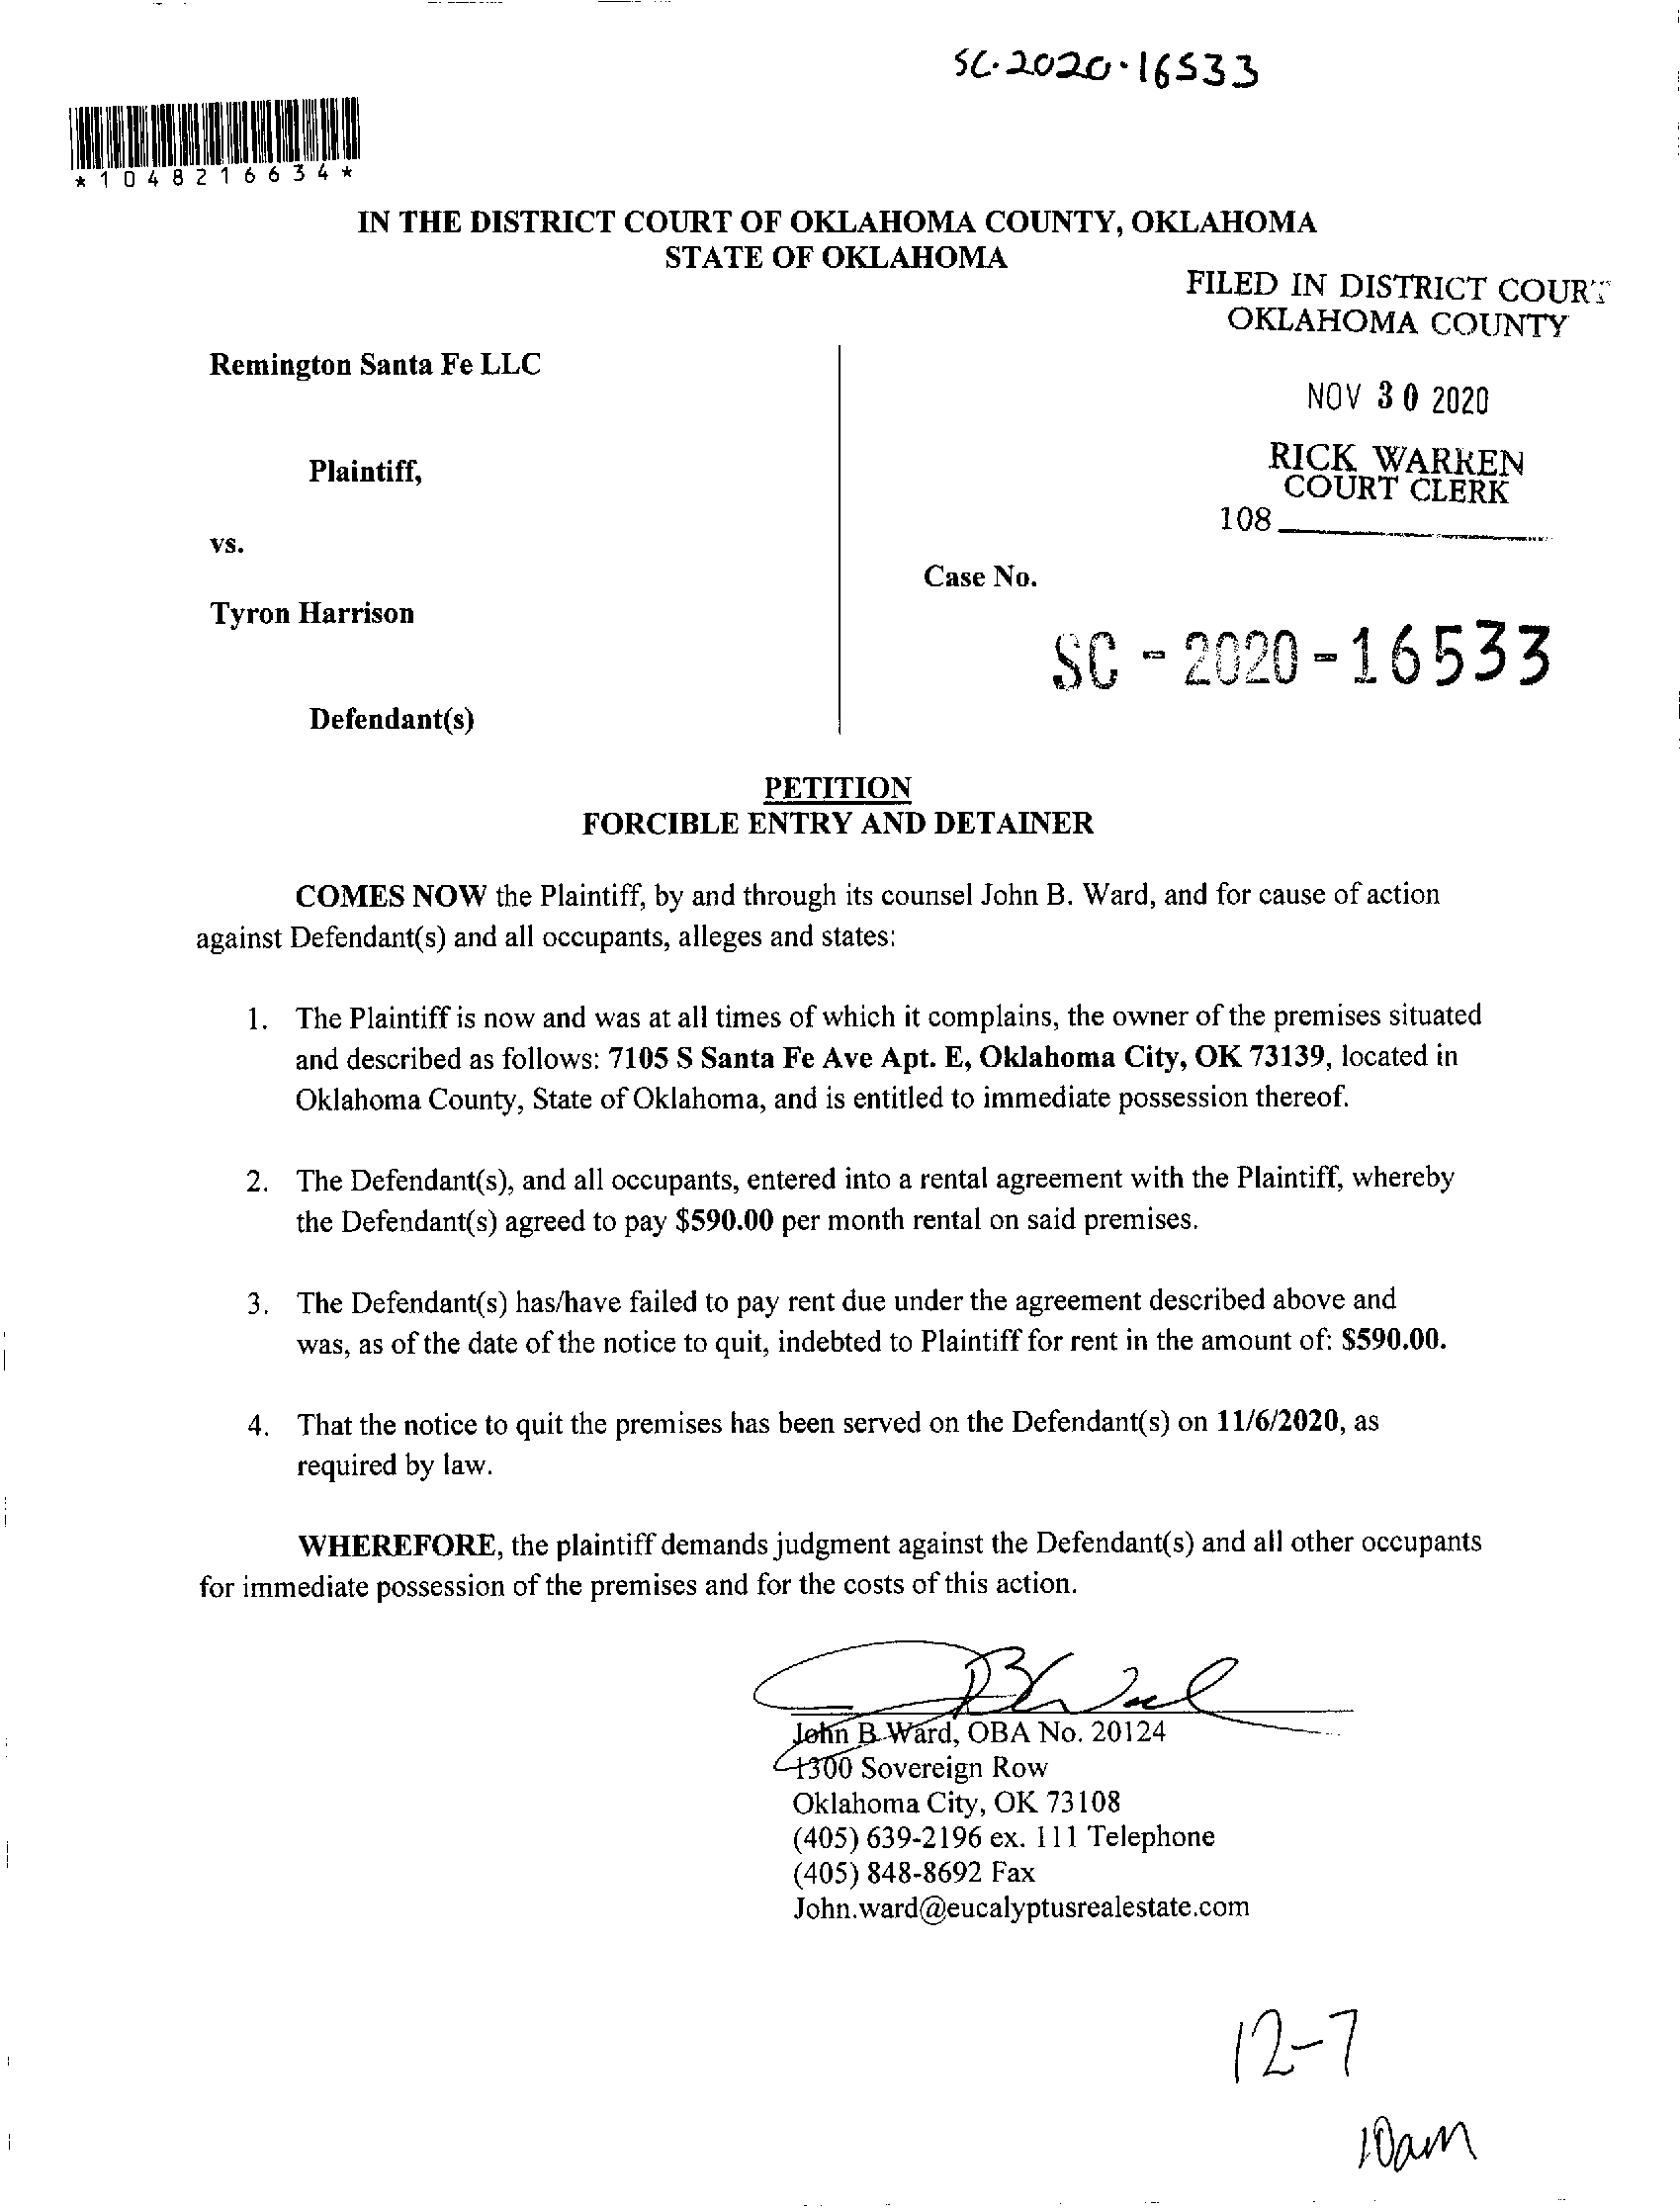 SC-2020-16533
*1048216634*
IN THE DISTRICT COURT OF OKLAHOMA COUNTY, OKLAHOMA
STATE OF OKLAHOMA
FILED IN DISTRICT COURT
OKLAHOMA COUNTY
Remington Santa Fe LLC
NOV 30 2020
Plaintiff,
RICK WARREN
COURT CLERK
108
vs.
Case No.
Tyron Harrison
SC - 2020 - 16533
Defendant(s)
PETITION
FORCIBLE ENTRY AND DETAINER
COMES NOW the Plaintiff, by and through its counsel John B. Ward, and for cause of action
against Defendant(s) and all occupants, alleges and states:
1. The Plaintiff is now and was at all times of which it complains, the owner of the premises situated
and described as follows: 7105 S Santa Fe Ave Apt. E, Oklahoma City, OK 73139, located in
Oklahoma County, State of Oklahoma, and is entitled to immediate possession thereof.
2. The Defendant(s), and all occupants, entered into a rental agreement with the Plaintiff, whereby
the Defendant(s) agreed to pay $590.00 per month rental on said premises.
3. The Defendant(s) has/have failed to pay rent due under the agreement described above and
was, as of the date of the notice to quit, indebted to Plaintiff for rent in the amount of: $590.00.
4. That the notice to quit the premises has been served on the Defendant(s) on 11/6/2020, as
required by law.
WHEREFORE, the plaintiff demands judgment against the Defendant(s) and all other occupants
for immediate possession of the premises and for the costs of this action.
John B Ward, OBA No. 20124
1300 Sovereign Row
Oklahoma City, OK 73108
(405) 639-2196 ex. 111 Telephone
(405) 848-8692 Fax
John.ward@eucalyptusrealestate.com
12-7
10am